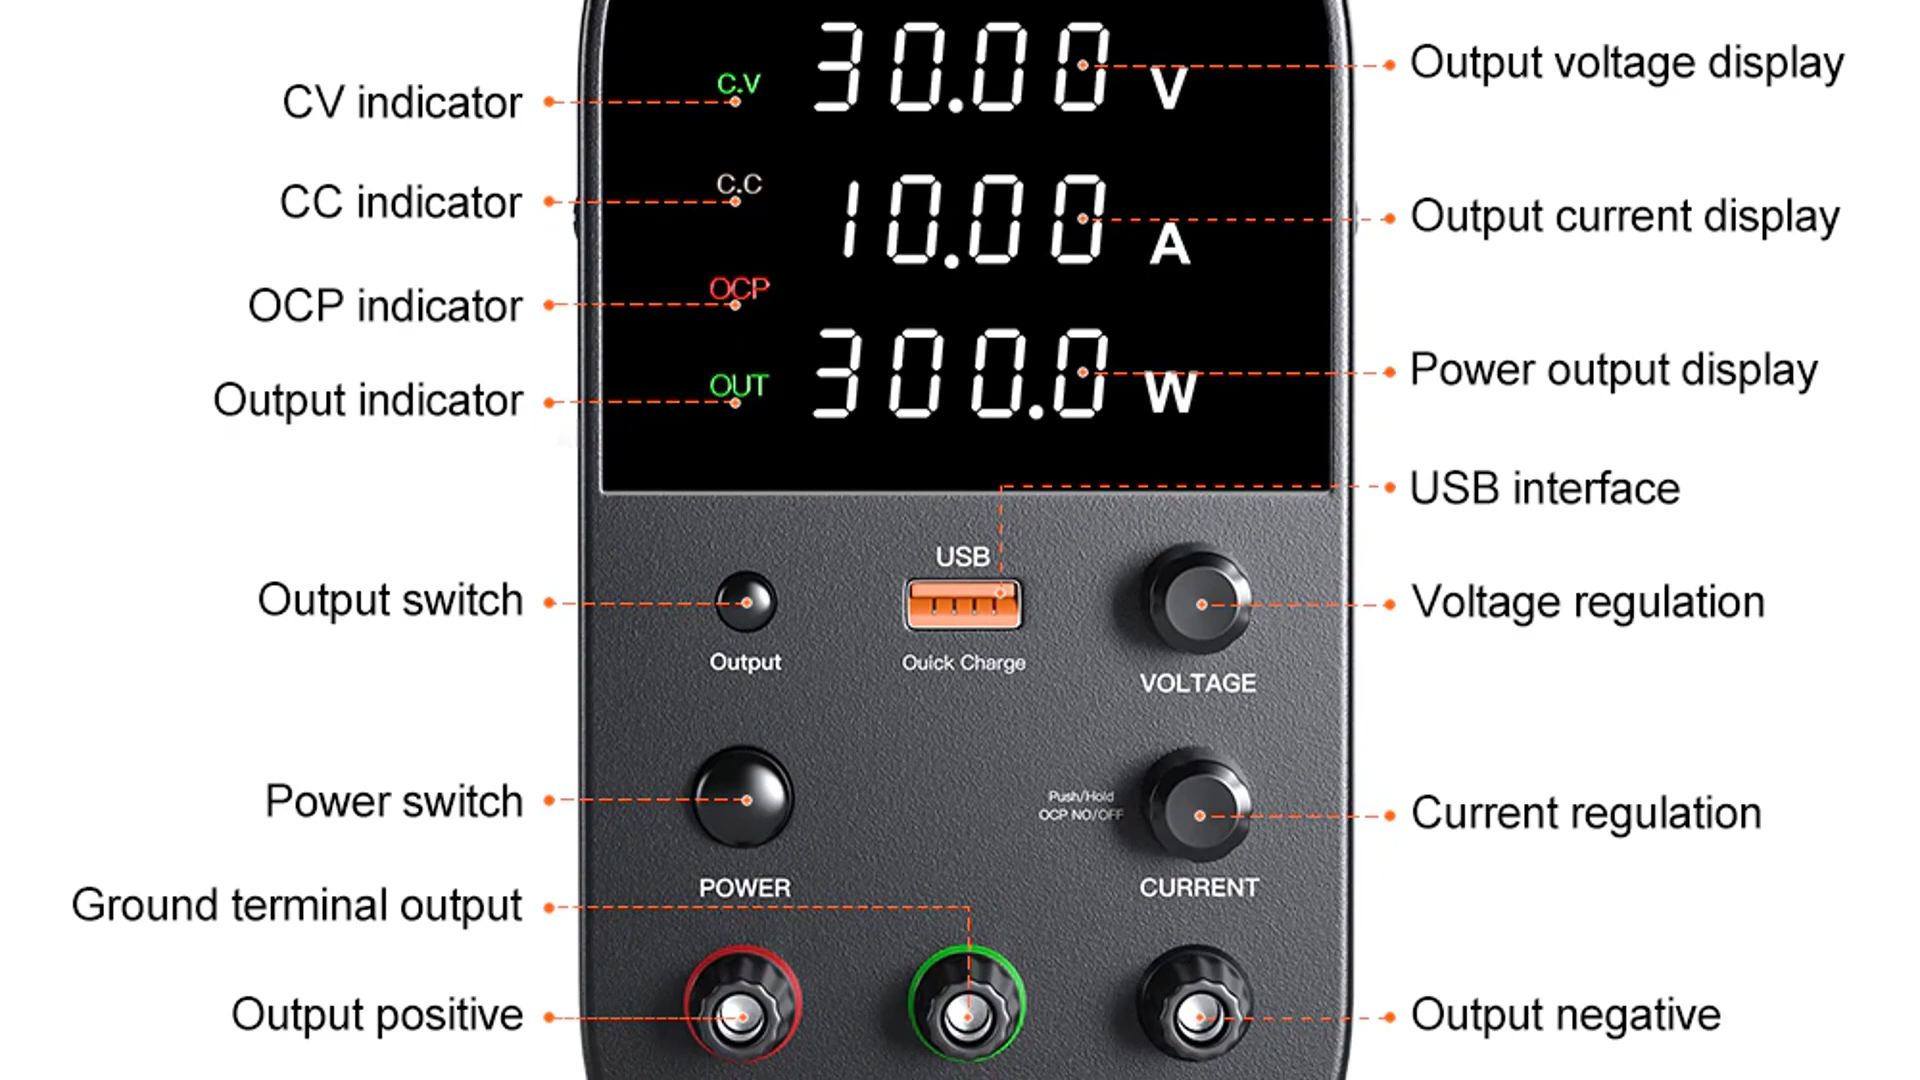 30.00 V
Output voltage display
C.V
CV indicator
C.C
CC indicator
10.00 A
Output current display
OCP
OCP indicator
300.0 W
Power output display
OUT
Output indicator
USB interface
USB
Output switch
Voltage regulation
Output
Quick Charge
VOLTAGE
Power switch
Push/Hold
OCP NO/OFF
Current regulation
POWER
CURRENT
Ground terminal output
Output positive
Output negative